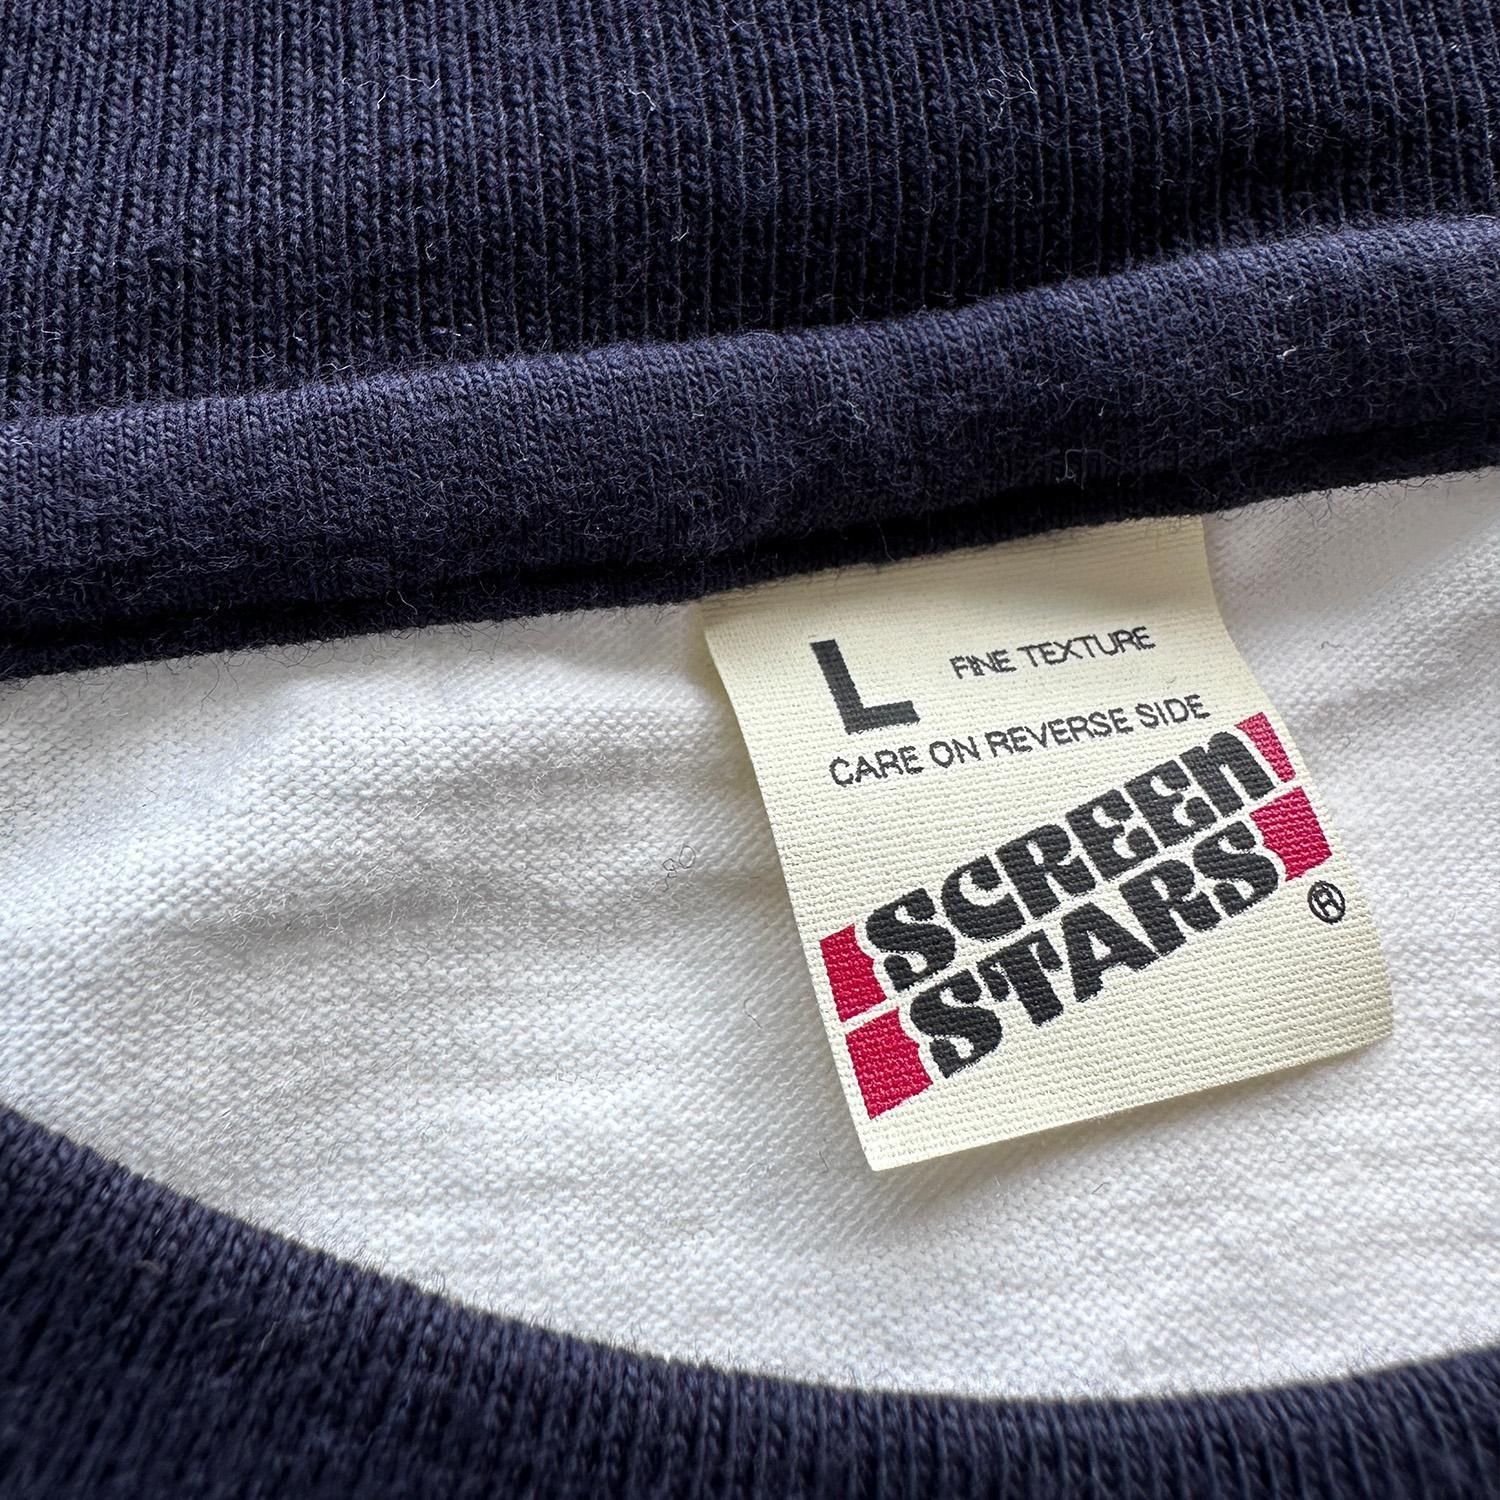 L FINE TEXTURE
CARE ON REVERSE SIDE
SCREEN
STARS
®